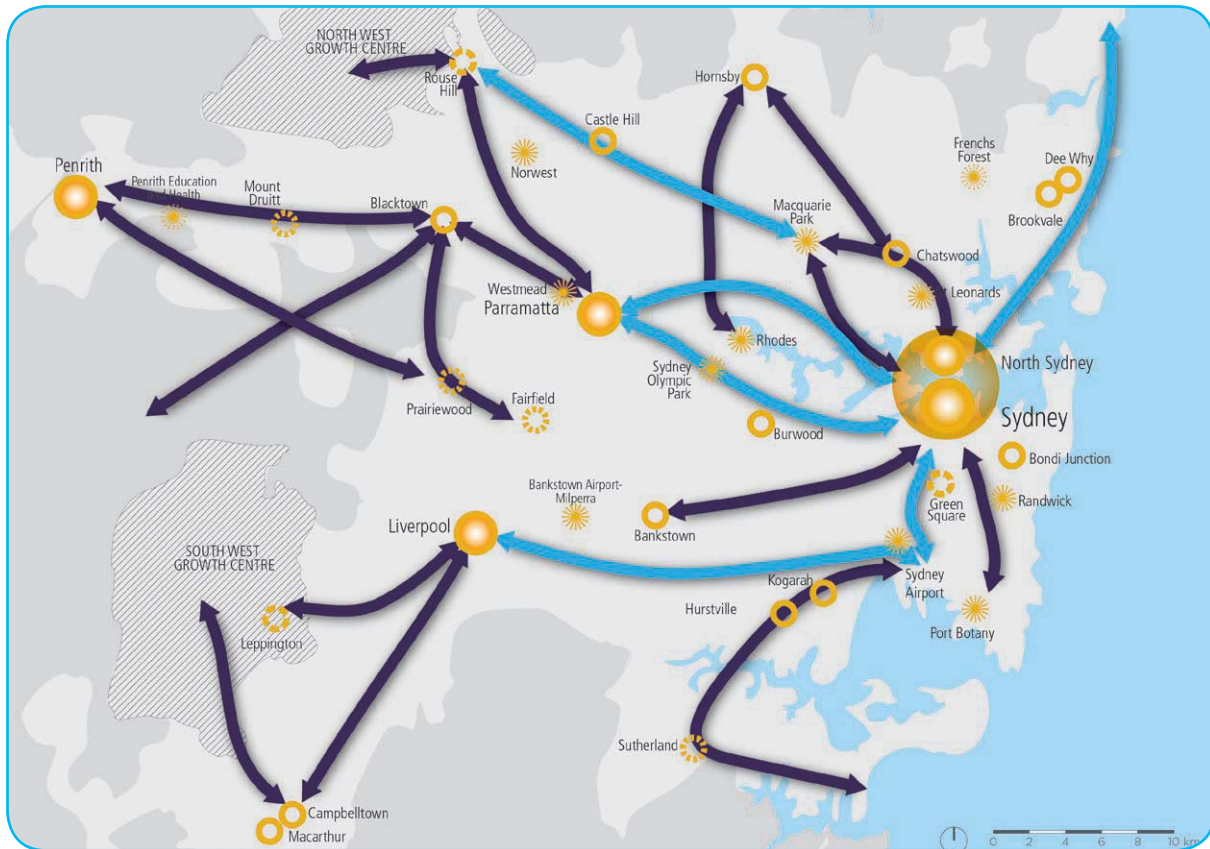 NORTH WEST
GROWTH CENTRE
Rouse
Hill
Hornsby
Castle Hill
Norwest
Frenchs
Forest
Dee Why
Brookvale
Penrith
Penrith Education
and Health
Mount
Druitt
Blacktown
Macquarie
Park
Chatswood
St Leonards
Westmead
Parramatta
Rhodes
Sydney
Olympic
Park
North Sydney
Sydney
Prairiewood
Fairfield
Burwood
Bondi Junction
Bankstown Airport-
Milperra
Green
Square
Randwick
Liverpool
Bankstown
SOUTH WEST
GROWTH CENTRE
Kogarah
Sydney
Airport
Hurstville
Port Botany
Leppington
Sutherland
Campbelltown
Macarthur
0 2 4 6 8 10 km